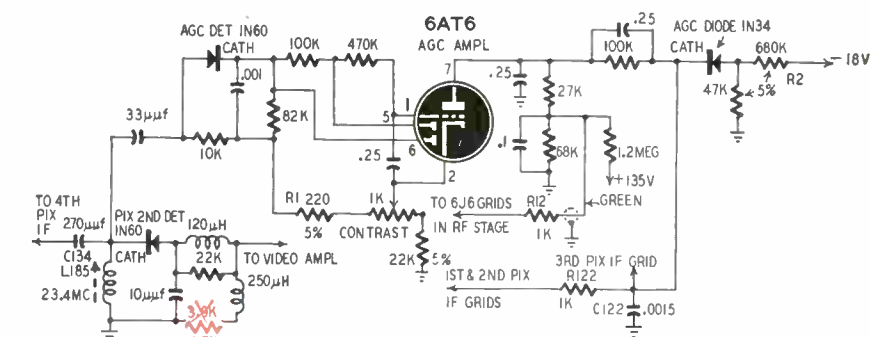 6AT6
AGC AMPL
AGC DET IN60
CATH
.001
100K
470K
33μμf
10K
82K
.25
1
5
6
7
2
.25
27K
.1
68K
1.2MEG
+135V
GREEN
.25
100K
AGC DIODE IN34
CATH
680K
-18V
R2
47K
5%
TO 4TH
PIX
IF
270μμf
C134
L185
23.4MC
PIX 2ND DET
IN60
CATH
120μH
22K
TO VIDEO AMPL
250μH
10μμf
3.9K
R1 220
5%
1K
CONTRAST
22K
5%
TO 6J6 GRIDS
IN RF STAGE
R12
1K
1ST & 2ND PIX
IF GRIDS
3RD PIX IF GRID
R122
1K
C122
.0015